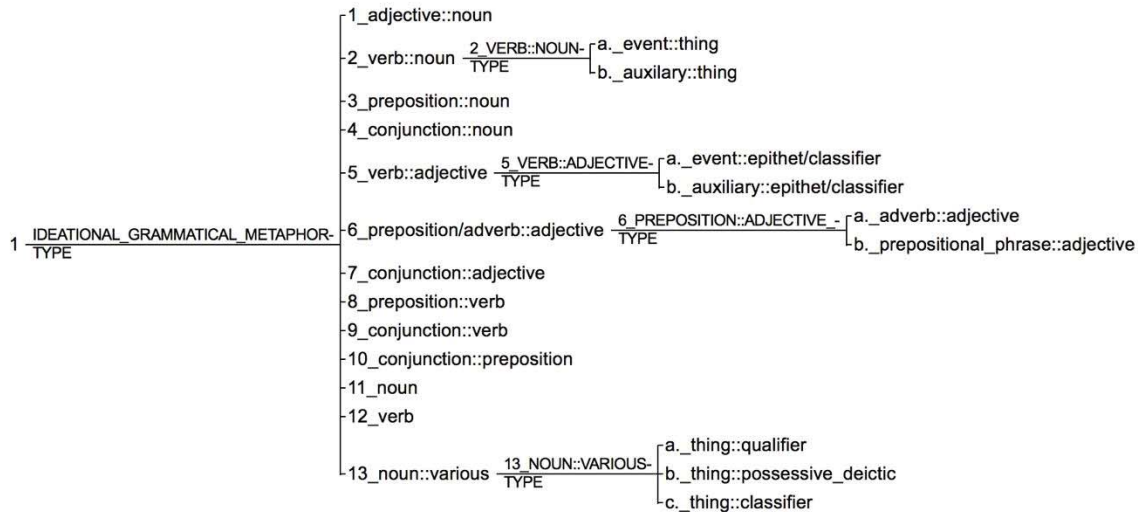 1_adjective::noun
2_verb::noun 2_VERB::NOUN-
TYPE
a._event::thing
b._auxilary::thing
3_preposition::noun
4_conjunction::noun
5_verb::adjective 5_VERB::ADJECTIVE-
TYPE
a._event::epithet/classifier
b._auxiliary::epithet/classifier
1 IDEATIONAL_GRAMMATICAL_METAPHOR-
TYPE
6_preposition/adverb::adjective 6_PREPOSITION::ADJECTIVE_-
TYPE
a._adverb::adjective
b._prepositional_phrase::adjective
7_conjunction::adjective
8_preposition::verb
9_conjunction::verb
10_conjunction::preposition
11_noun
12_verb
13_noun::various 13_NOUN::VARIOUS-
TYPE
a._thing::qualifier
b._thing::possessive_deictic
c._thing::classifier